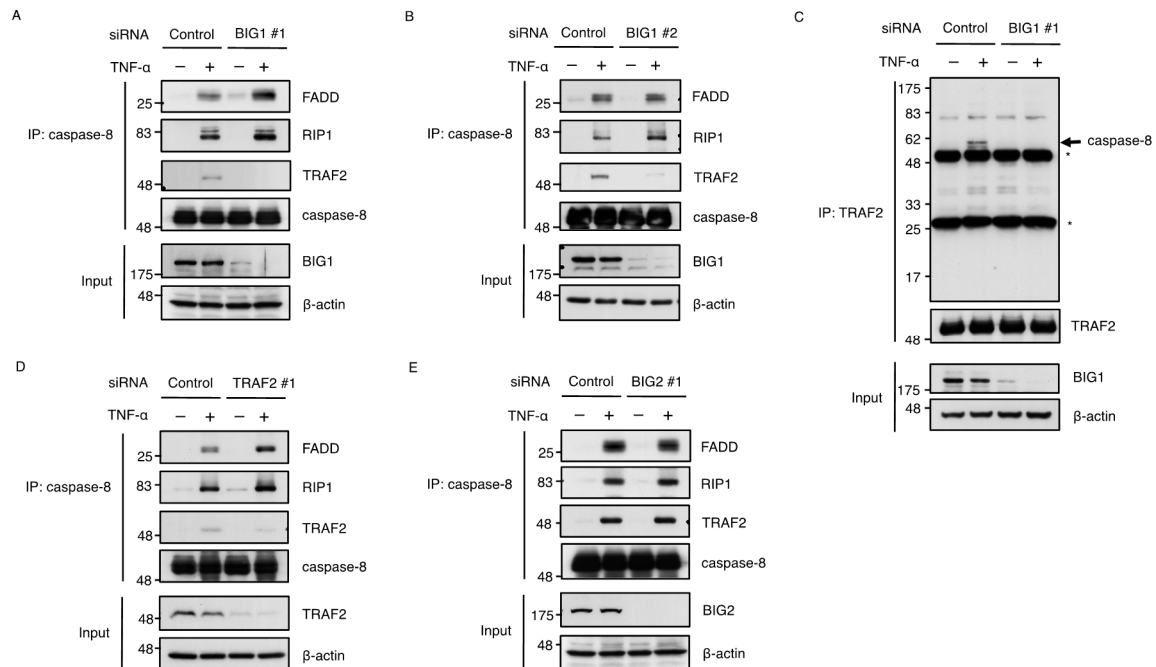 A
siRNA Control BIG1 #1
TNF-α – + – +
25 FADD
IP: caspase-8 83 RIP1
48 TRAF2
48 caspase-8
Input 175 BIG1
48 β-actin
B
siRNA Control BIG1 #2
TNF-α – + – +
25 FADD
IP: caspase-8 83 RIP1
48 TRAF2
48 caspase-8
Input 175 BIG1
48 β-actin
C
siRNA Control BIG1 #1
TNF-α – + – +
175
83
62 caspase-8
48 *
IP: TRAF2 33
25 *
17
48 TRAF2
Input 175 BIG1
48 β-actin
D
siRNA Control TRAF2 #1
TNF-α – + – +
25 FADD
IP: caspase-8 83 RIP1
48 TRAF2
48 caspase-8
Input 48 TRAF2
48 β-actin
E
siRNA Control BIG2 #1
TNF-α – + – +
25 FADD
IP: caspase-8 83 RIP1
48 TRAF2
48 caspase-8
Input 175 BIG2
48 β-actin